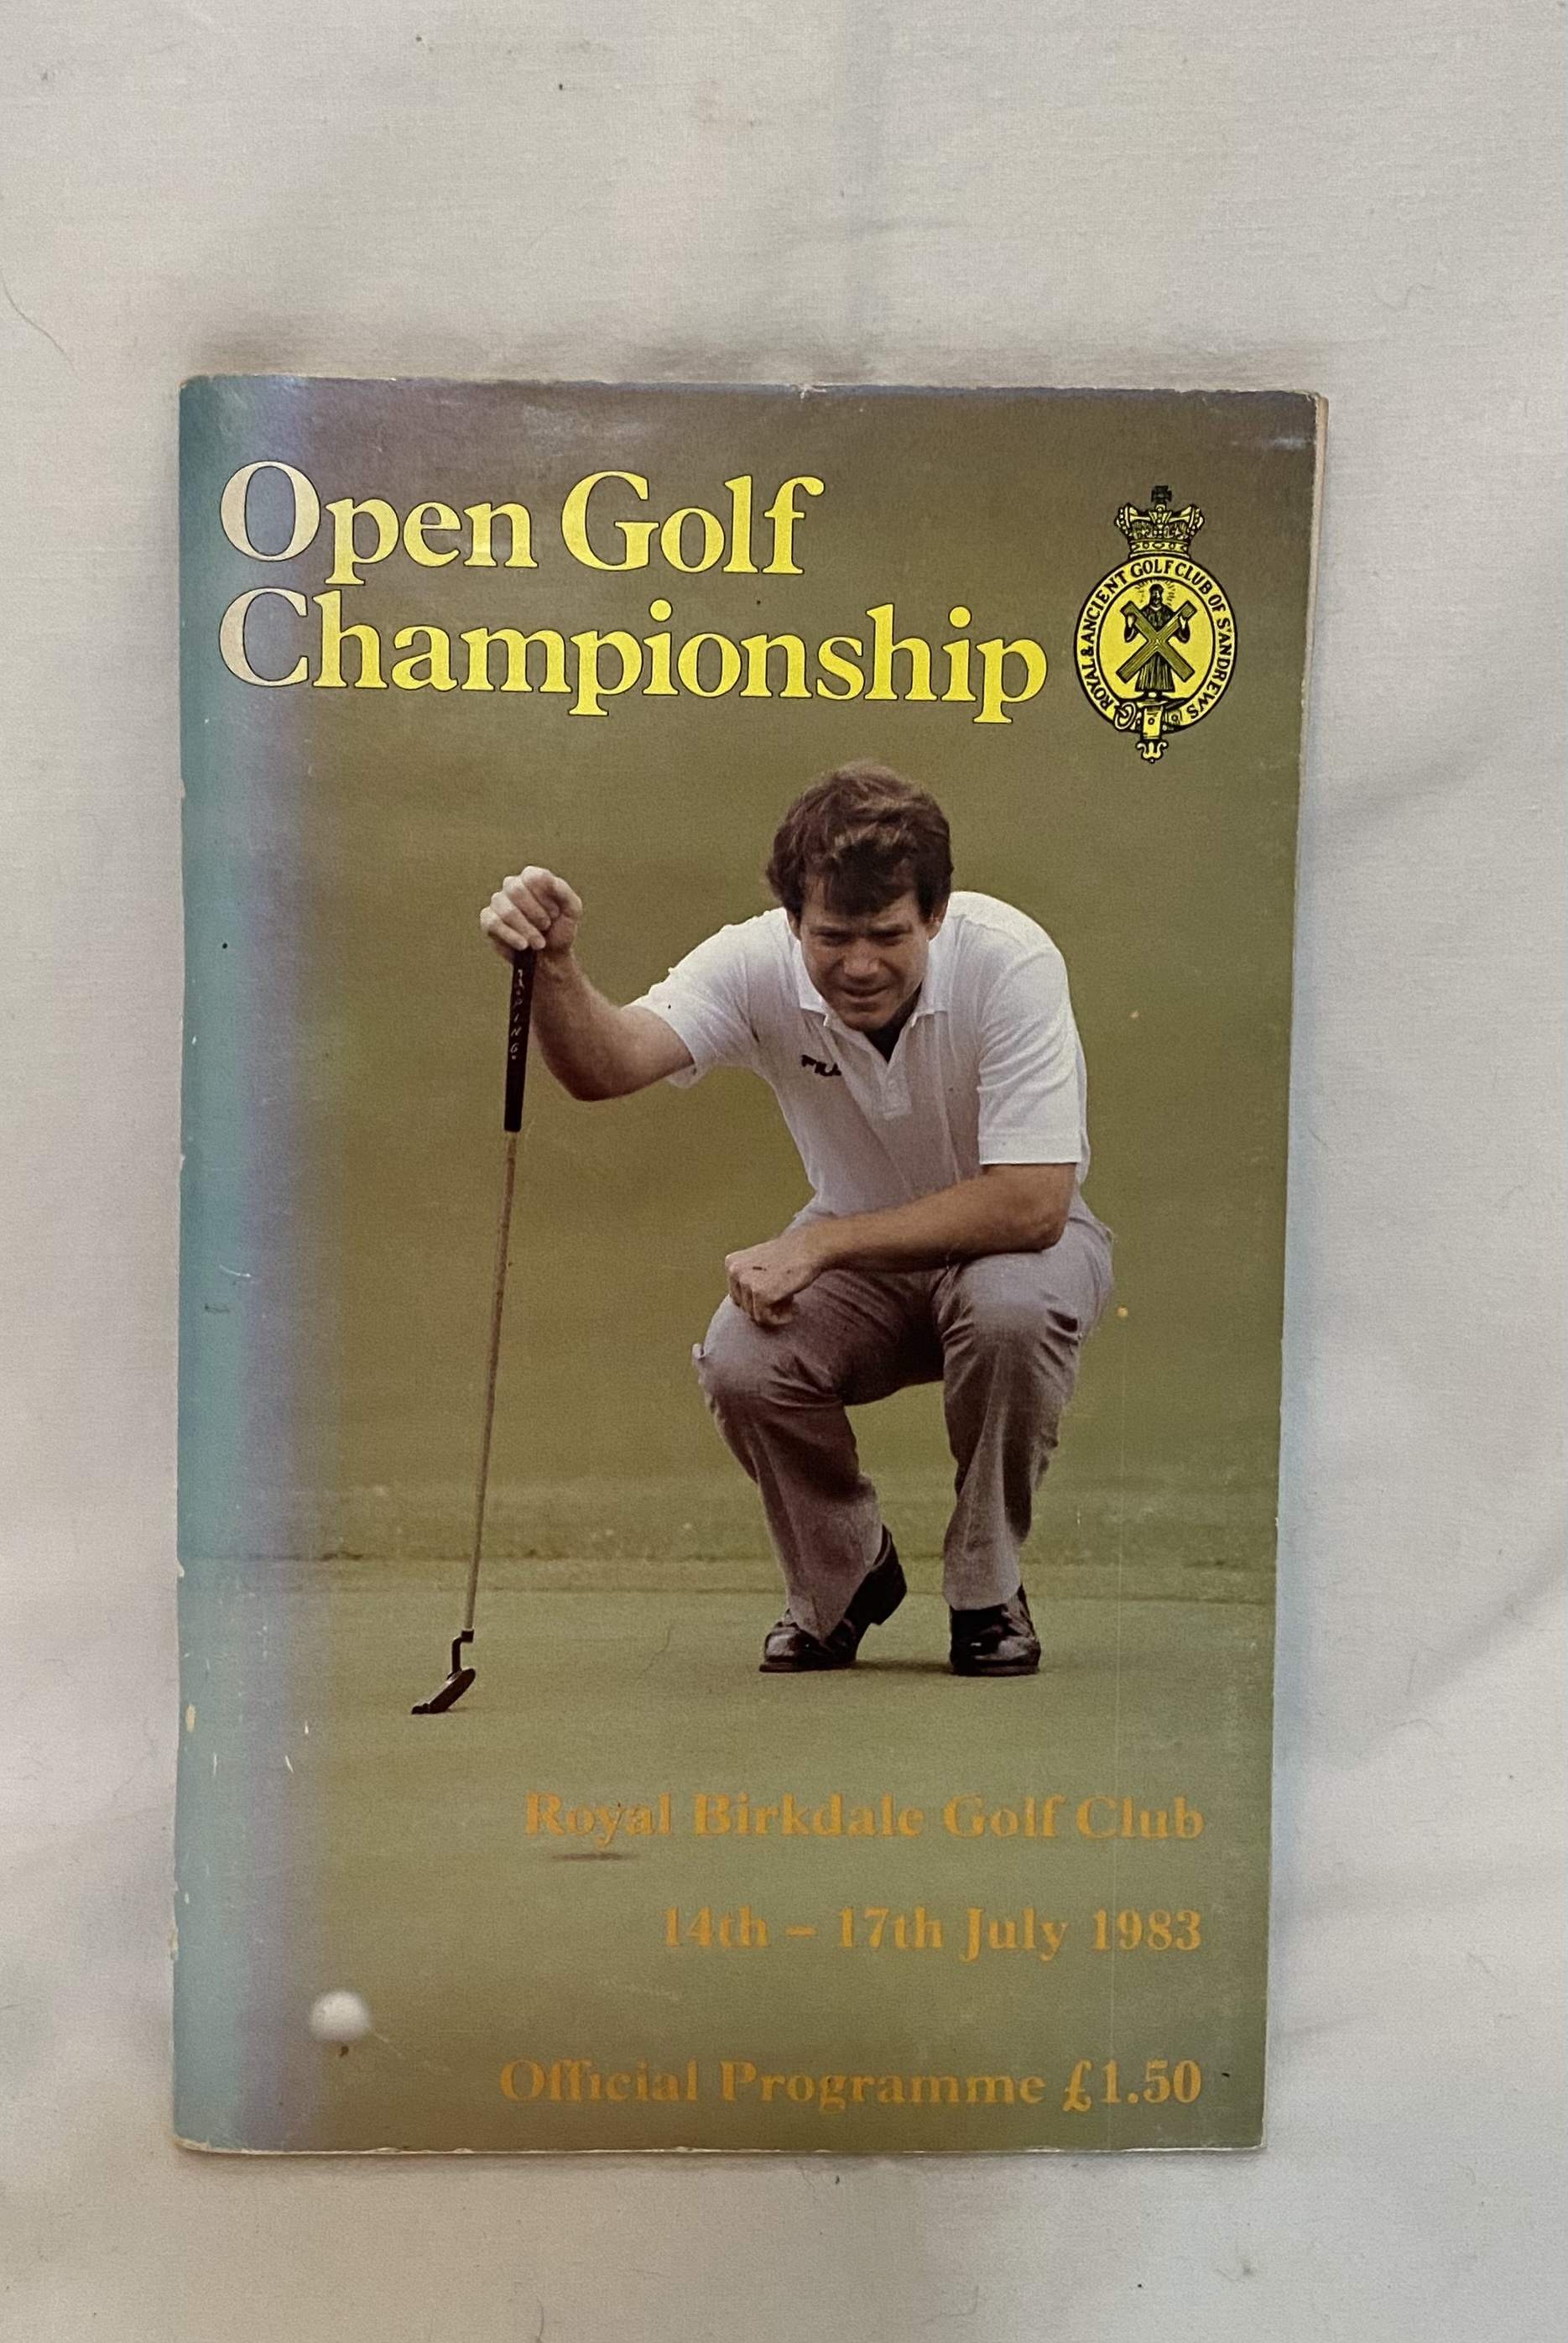 Open Golf
Championship
ROYAL & ANCIENT GOLF CLUB OF ST ANDREWS
PING
FILA
Royal Birkdale Golf Club
14th – 17th July 1983
Official Programme £1.50